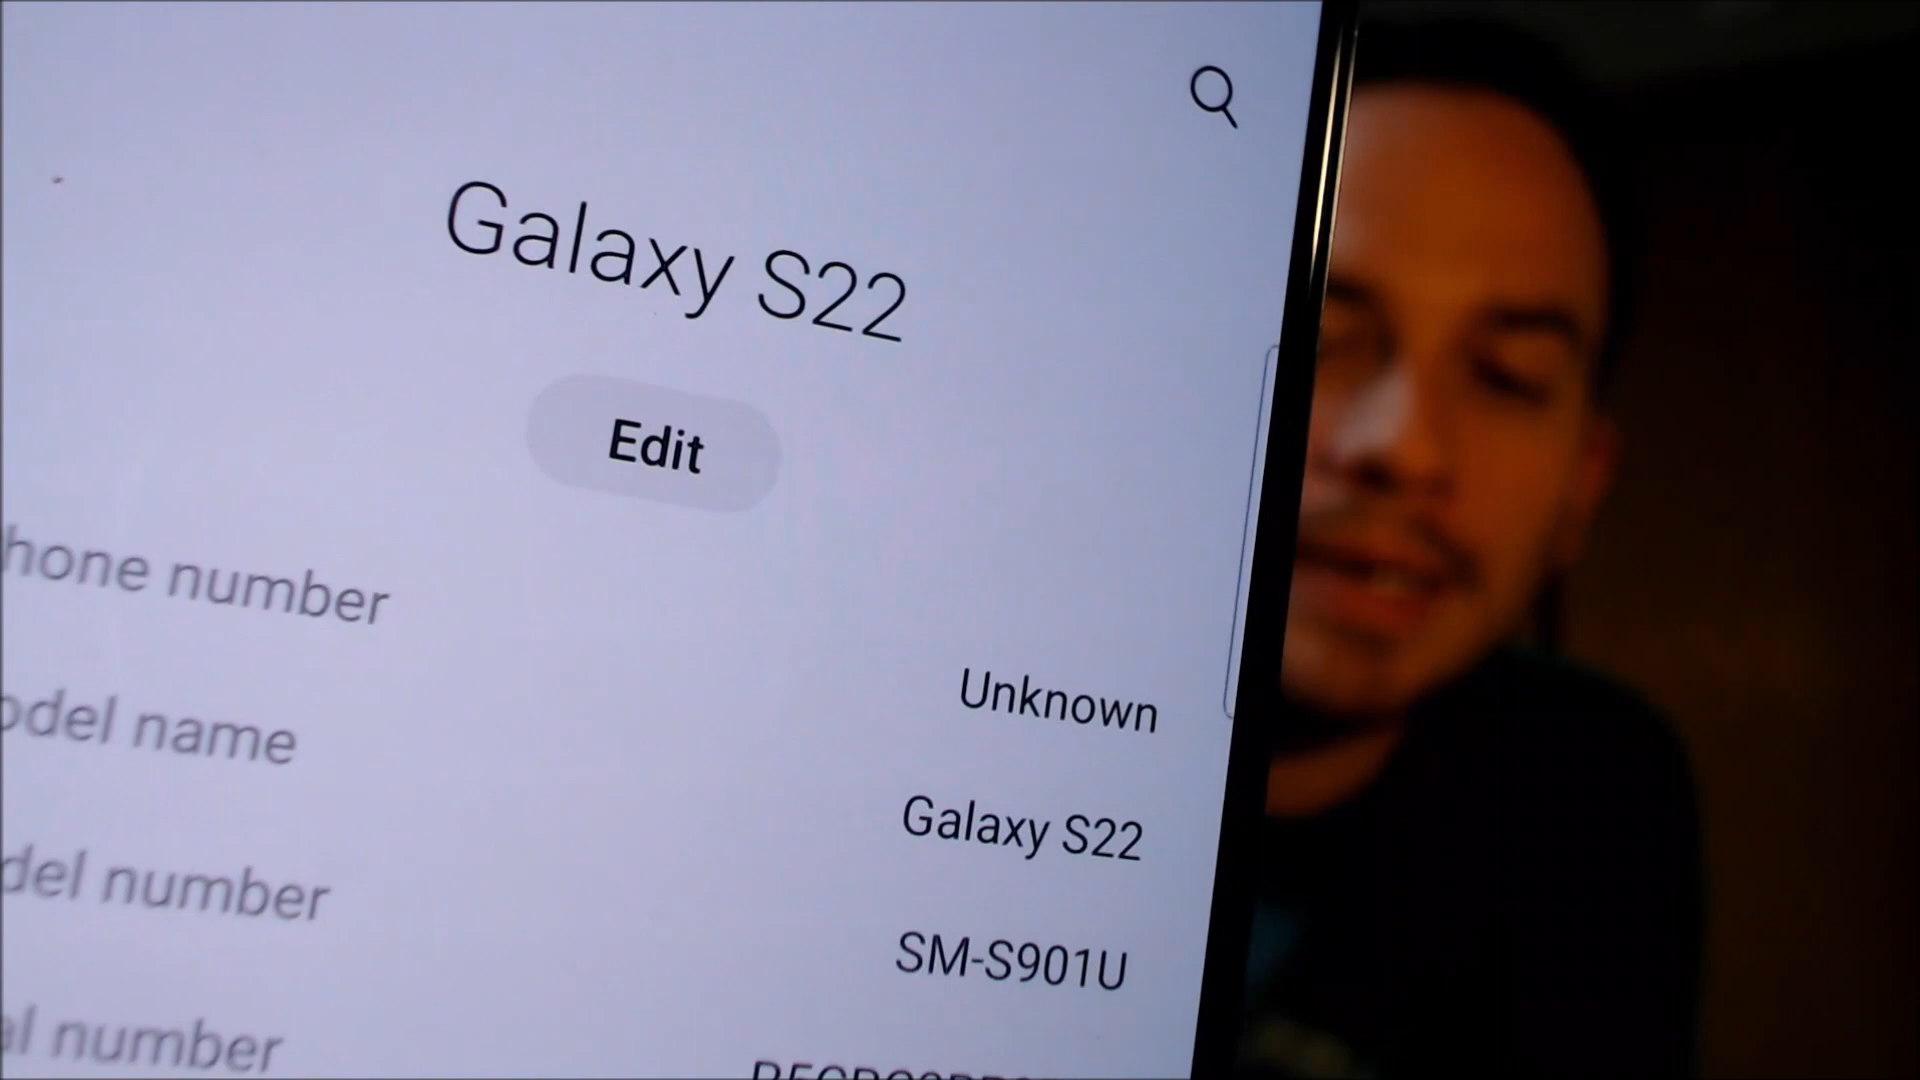 Galaxy S22
Edit
hone number
Unknown
odel name
Galaxy S22
del number
SM-S901U
al number